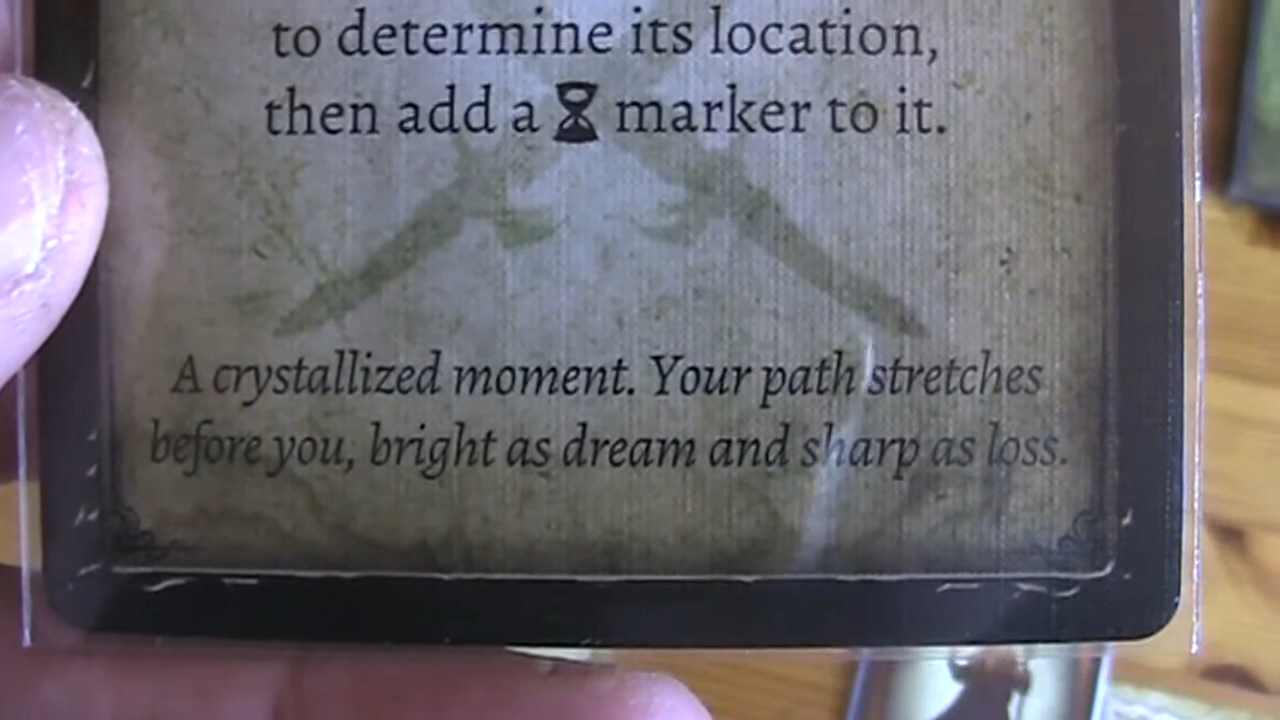 to determine its location,
then add a ⌛ marker to it.
A crystallized moment. Your path stretches
before you, bright as dream and sharp as loss.